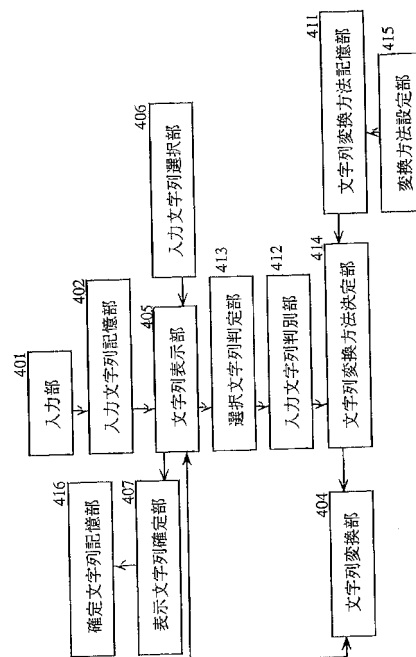 401
入力部
402
入力文字列記憶部
416
確定文字列記憶部
407
表示文字列確定部
405
文字列表示部
406
入力文字列選択部
413
選択文字列判定部
412
入力文字列判別部
404
文字列変換部
414
文字列変換方法決定部
411
文字列変換方法記憶部
415
変換方法設定部